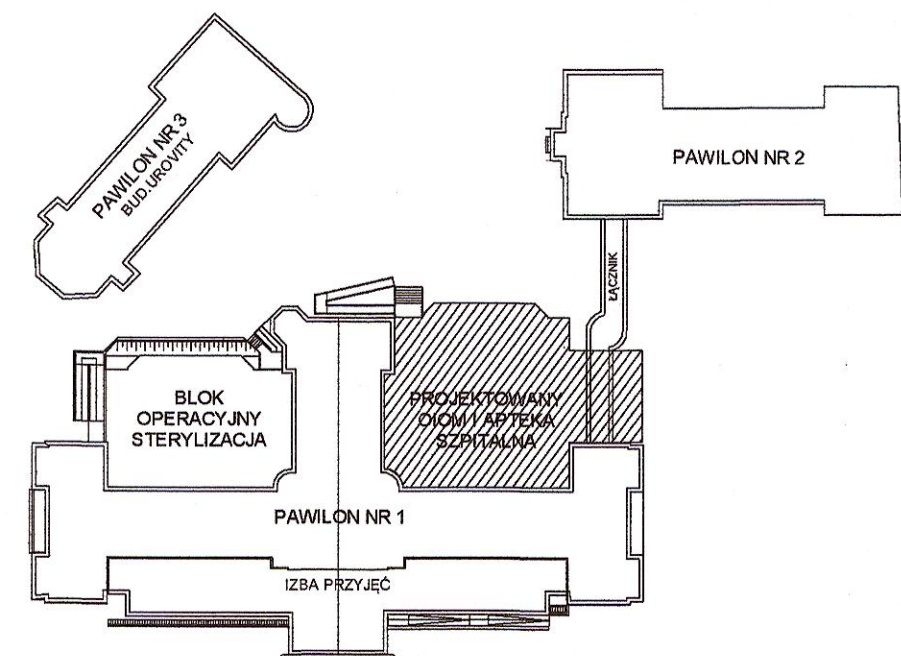 PAWILON NR 3
BUD.UROVITY
PAWILON NR 2
ŁĄCZNIK
BLOK
OPERACYJNY
STERYLIZACJA
PROJEKTOWANY
OIOM I APTEKA
SZPITALNA
PAWILON NR 1
IZBA PRZYJĘĆ